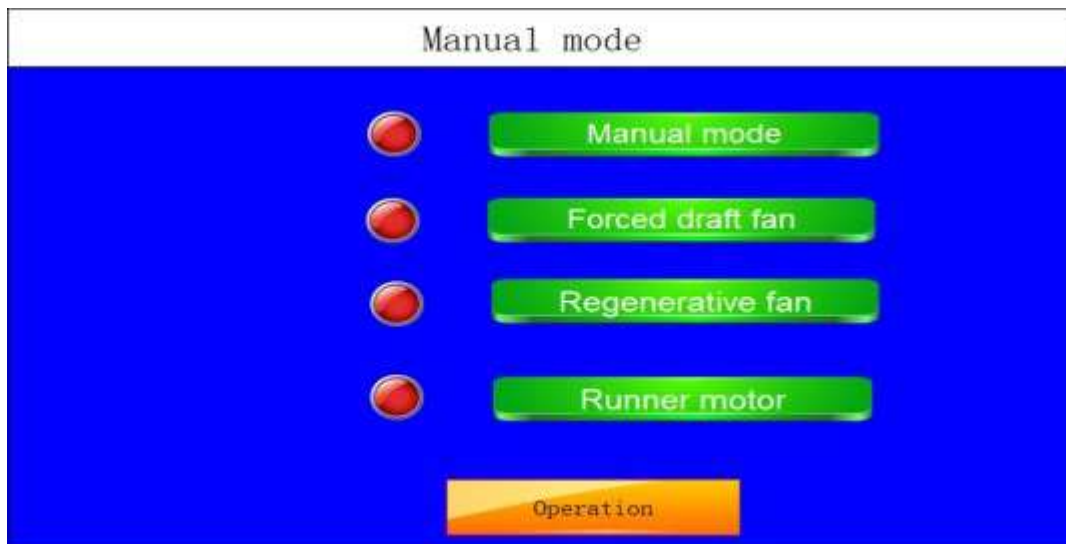 Manual mode
Manual mode
Forced draft fan
Regenerative fan
Runner motor
Operation